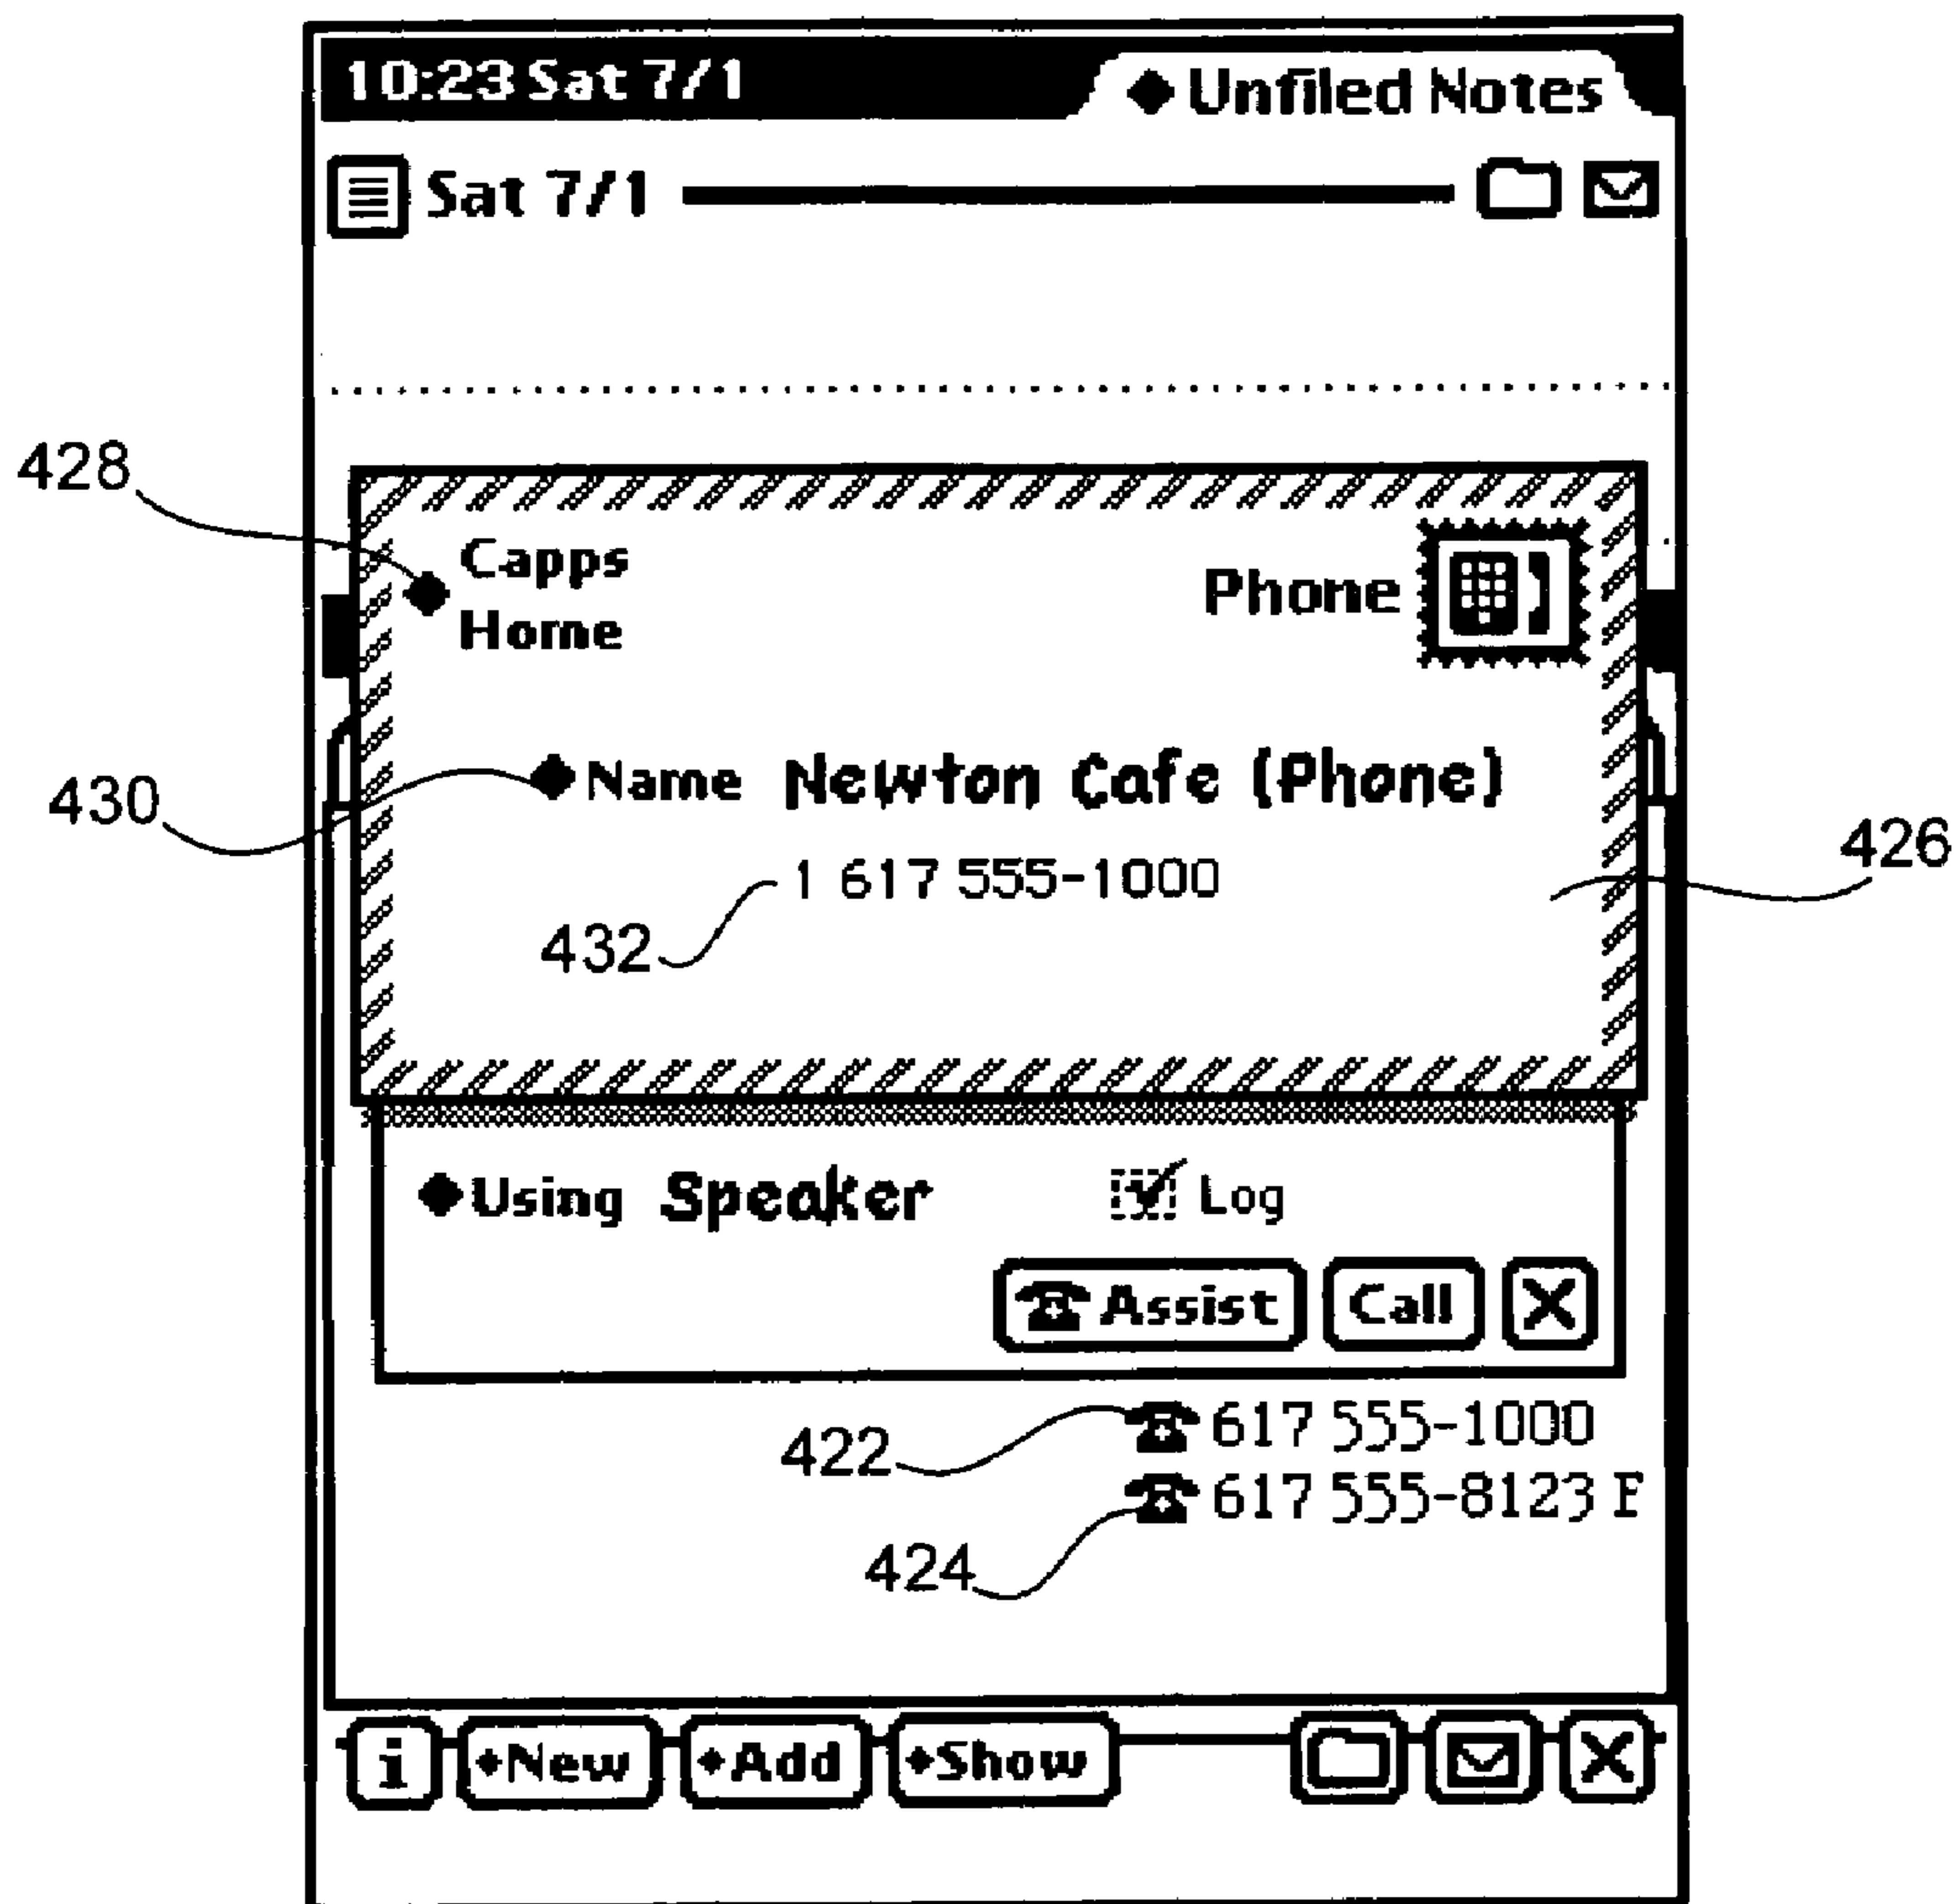 10:23 Sat 7/1 ◆Unfiled Notes
Sat 7/1
428
Capps
Home
Phone
430
◆Name Newton Cafe (Phone)
426
1 617 555-1000
432
◆Using Speaker Log
Assist Call X
422 617 555-1000
617 555-8123 F
424
i ◆New ◆Add ◆Show X